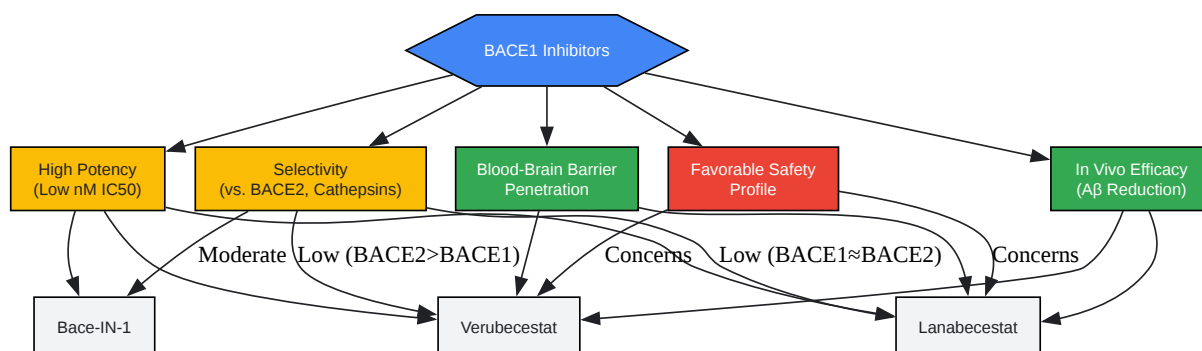 BACE1 Inhibitors
High Potency
(Low nM IC50)
Selectivity
(vs. BACE2, Cathepsins)
Blood-Brain Barrier
Penetration
Favorable Safety
Profile
In Vivo Efficacy
(Aβ Reduction)
Moderate
Low (BACE2>BACE1)
Concerns
Low (BACE1≈BACE2)
Concerns
Bace-IN-1
Verubecestat
Lanabecestat